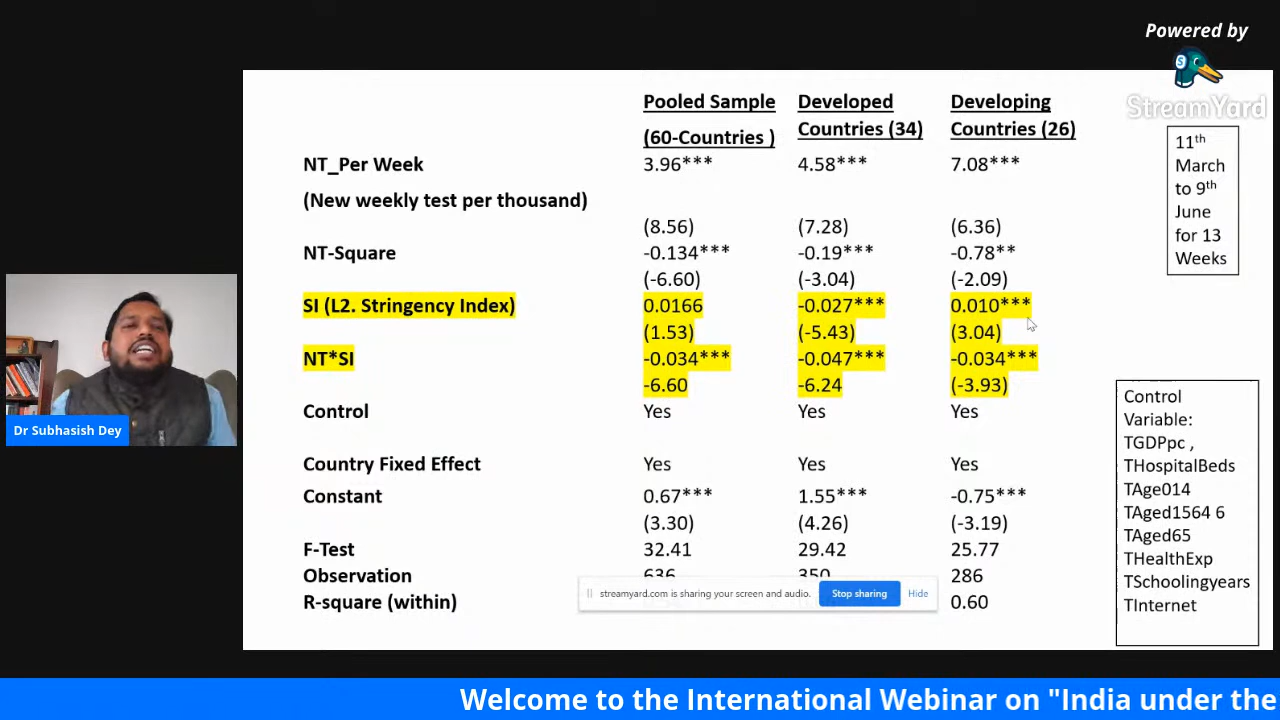 Powered by
StreamYard
Pooled Sample
(60-Countries )
Developed
Countries (34)
Developing
Countries (26)
NT_Per Week 3.96*** 4.58*** 7.08***
(New weekly test per thousand)
(8.56) (7.28) (6.36)
NT-Square -0.134*** -0.19*** -0.78**
(-6.60) (-3.04) (-2.09)
SI (L2. Stringency Index) 0.0166 -0.027*** 0.010***
(1.53) (-5.43) (3.04)
NT*SI -0.034*** -0.047*** -0.034***
-6.60 -6.24 (-3.93)
Control Yes Yes Yes
Country Fixed Effect Yes Yes Yes
Constant 0.67*** 1.55*** -0.75***
(3.30) (4.26) (-3.19)
F-Test 32.41 29.42 25.77
Observation 636 350 286
R-square (within) 0.60
streamyard.com is sharing your screen and audio. Stop sharing Hide
11th
March
to 9th
June
for 13
Weeks
Control
Variable:
TGDPpc ,
THospitalBeds
TAge014
TAged1564 6
TAged65
THealthExp
TSchoolingyears
TInternet
Dr Subhasish Dey
Welcome to the International Webinar on "India under the